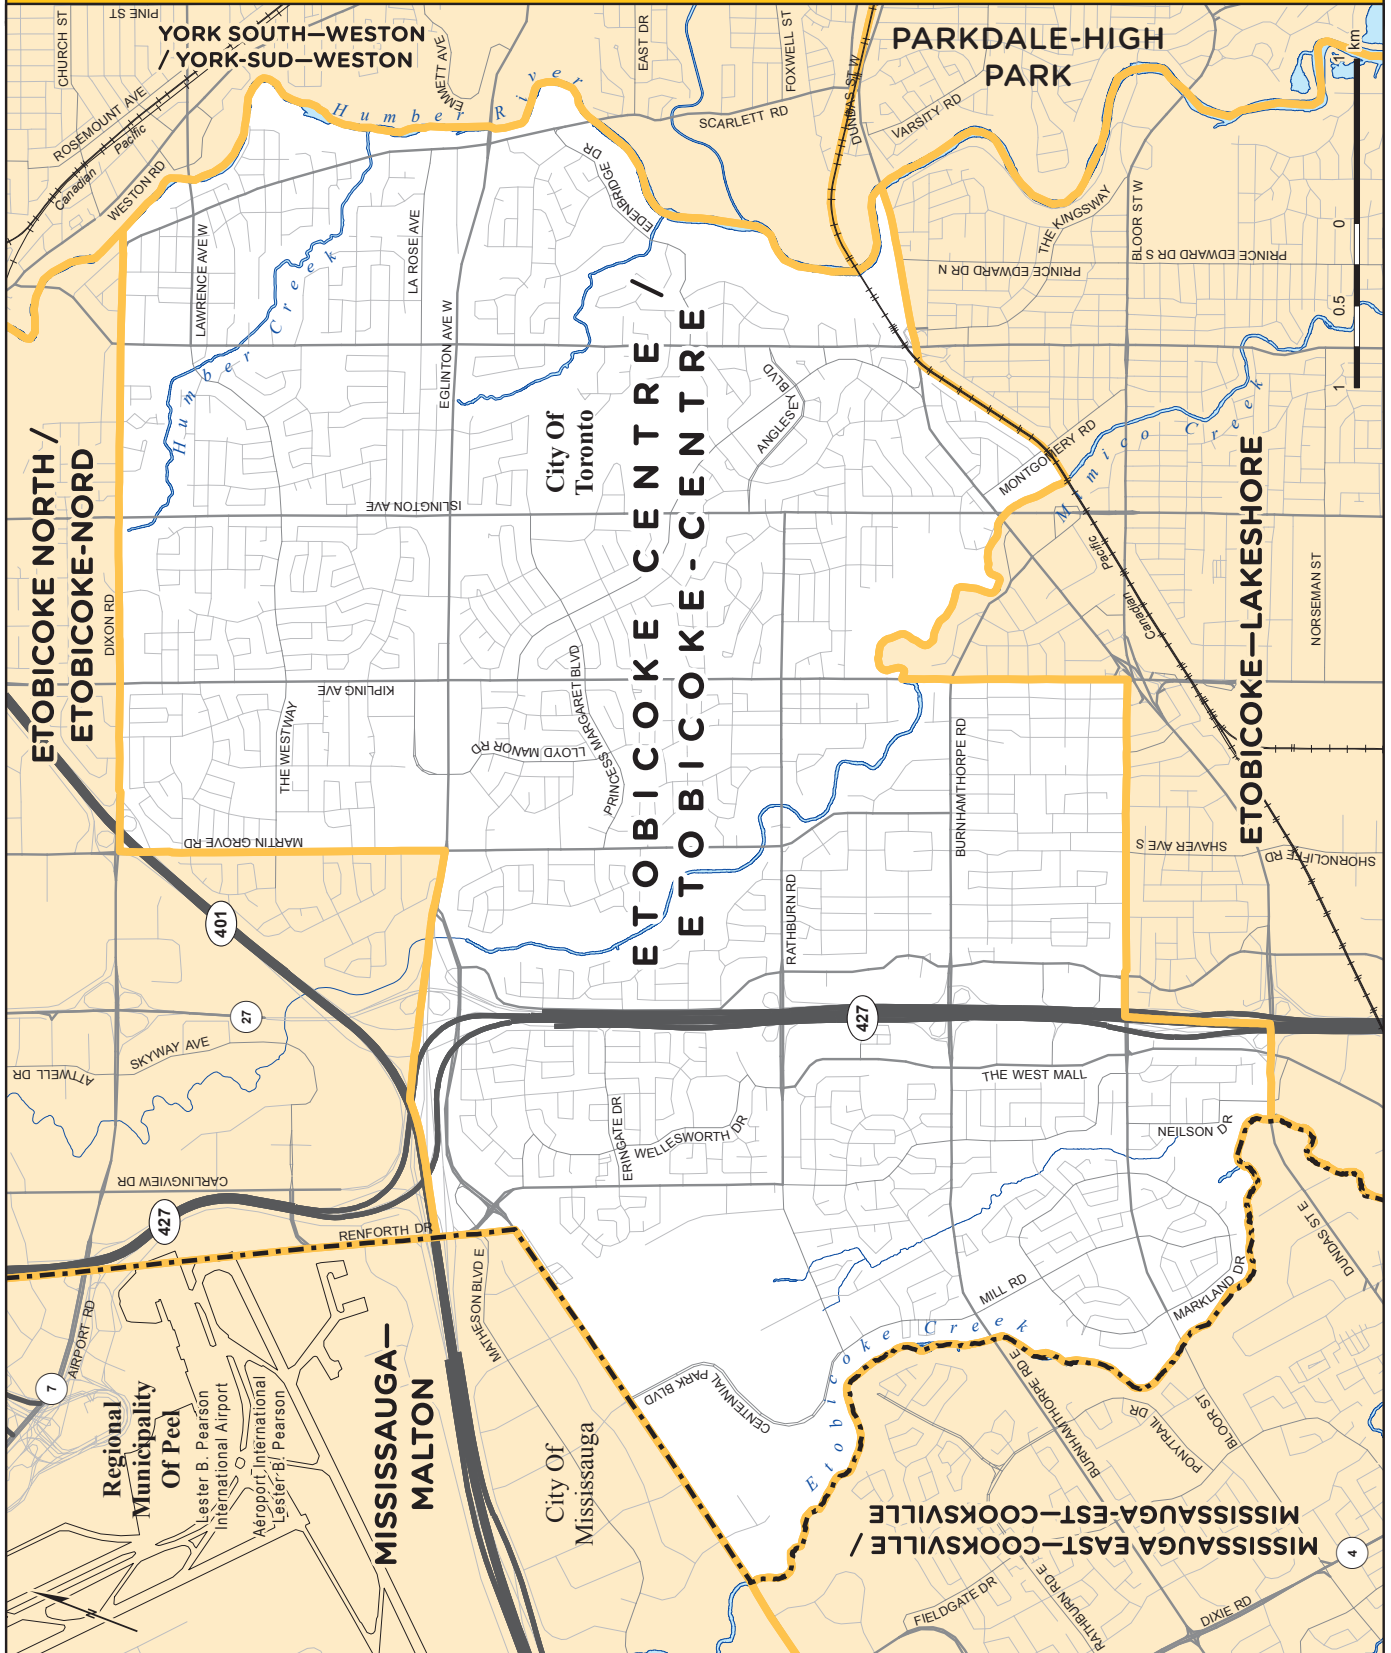 CHURCH ST
PINE ST
YORK SOUTH—WESTON
/ YORK-SUD—WESTON
EMMETT AVE
EAST DR
FOXWELL ST
DUNDAS ST W
PARKDALE-HIGH
PARK
ROSEMOUNT AVE
Canadian
Pacific
WESTON RD
Humber River
SCARLETT RD
VARSITY RD
EDENBRIDGE DR
THE KINGSWAY
BLOOR ST W
PRINCE EDWARD DR N
PRINCE EDWARD DR S
km
1
0
0.5
1
LAWRENCE AVE W
LA ROSE AVE
EGLINTON AVE W
Humber Creek
ANGLESEY BLVD
City Of
Toronto
ETOBICOKE NORTH /
ETOBICOKE-NORD
DIXON RD
ISLINGTON AVE
MONTGOMERY RD
Mimico Creek
Canadian
Pacific
NORSEMAN ST
ETOBICOKE CENTRE /
ETOBICOKE-CENTRE
ETOBICOKE—LAKESHORE
KIPLING AVE
THE WESTWAY
LLOYD MANOR RD
PRINCESS MARGARET BLVD
MARTIN GROVE RD
BURNHAMTHORPE RD
RATHBURN RD
SHAVER AVE S
SHORNCLIFFE RD
401
27
427
ATTWELL DR
SKYWAY AVE
CARLINGVIEW DR
427
RENFORTH DR
ERINGATE DR
WELLESWORTH DR
THE WEST MALL
NEILSON DR
DUNDAS ST E
MATHESON BLVD E
MILL RD
MARKLAND DR
Etobicoke Creek
CENTENNIAL PARK BLVD
AIRPORT RD
7
Regional
Municipality
Of Peel
Lester B. Pearson
International Airport
Aéroport International
Lester B. Pearson
MISSISSAUGA—
MALTON
City Of
Mississauga
BURNHAMTHORPE RD E
PONYTRAIL DR
BLOOR ST
MISSISSAUGA EAST—COOKSVILLE /
MISSISSAUGA-EST—COOKSVILLE
FIELDGATE DR
RATHBURN RD E
DIXIE RD
4
N